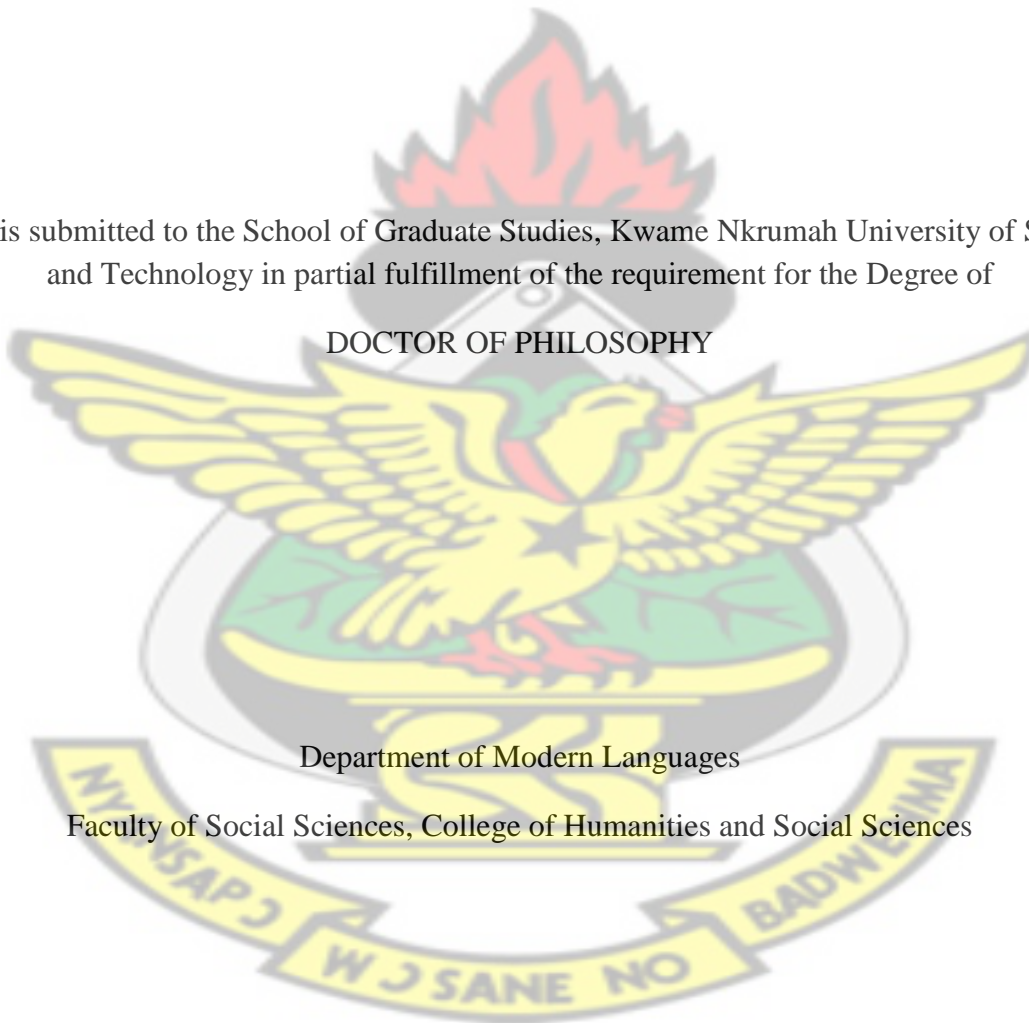 is submitted to the School of Graduate Studies, Kwame Nkrumah University of
and Technology in partial fulfillment of the requirement for the Degree of
DOCTOR OF PHILOSOPHY
Department of Modern Languages
Faculty of Social Sciences, College of Humanities and Social Sciences
NYANSAPƆ
WƆSANE NO
BADWENMA